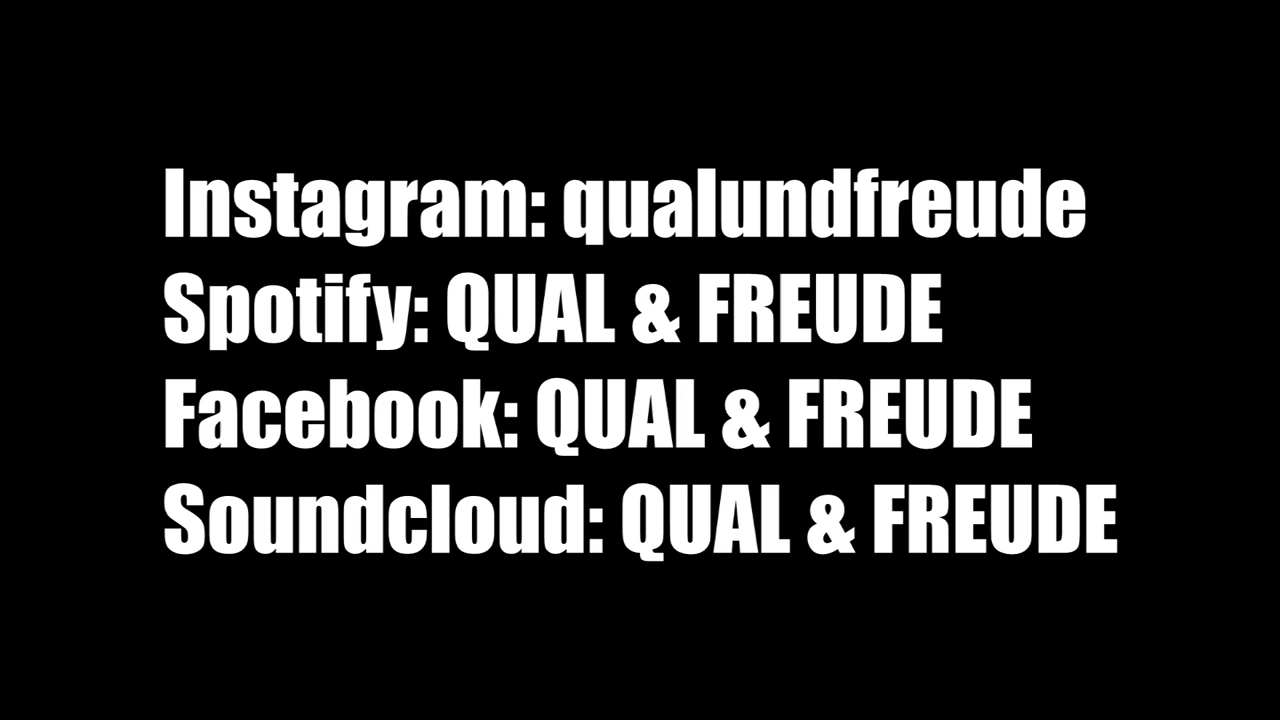 Instagram: qualundfreude
Spotify: QUAL & FREUDE
Facebook: QUAL & FREUDE
Soundcloud: QUAL & FREUDE